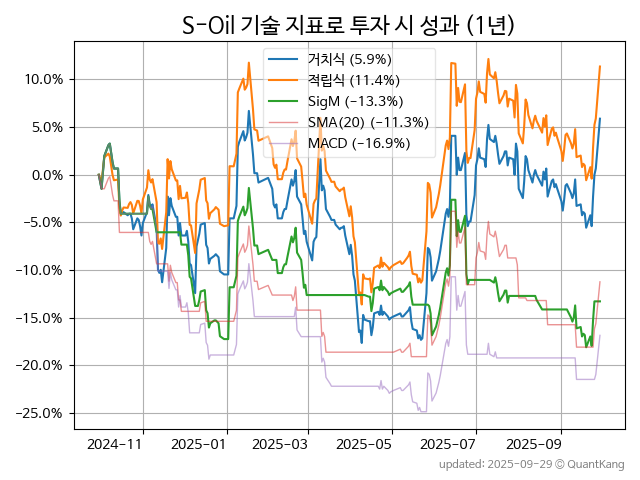 S-Oil 기술 지표로 투자 시 성과 (1년)
거치식 (5.9%)
적립식 (11.4%)
SigM (−13.3%)
SMA(20) (−11.3%)
MACD (−16.9%)
10.0%
5.0%
0.0%
−5.0%
−10.0%
−15.0%
−20.0%
−25.0%
2024-11 2025-01 2025-03 2025-05 2025-07 2025-09
updated: 2025-09-29 © QuantKang